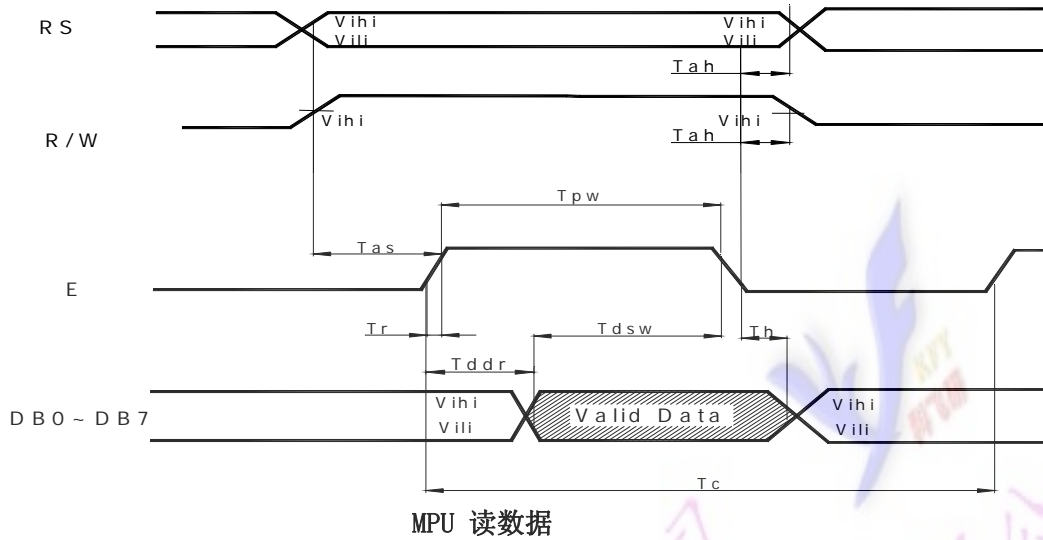 RS
Vihi
Vili
Vihi
Vili
Tah
R/W
Vihi
Vihi
Tah
Tpw
Tas
E
Tr
Tdsw
Th
Tddr
DB0~DB7
Vihi
Vili
Valid Data
Vihi
Vili
Tc
MPU 读数据